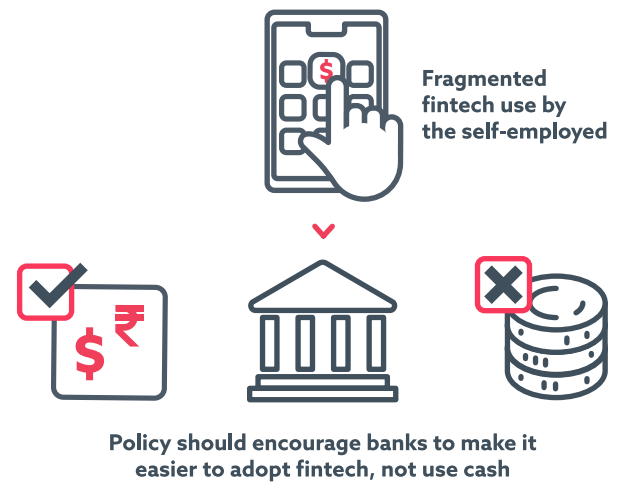 $
Fragmented
fintech use by
the self-employed
$ ₹
Policy should encourage banks to make it
easier to adopt fintech, not use cash